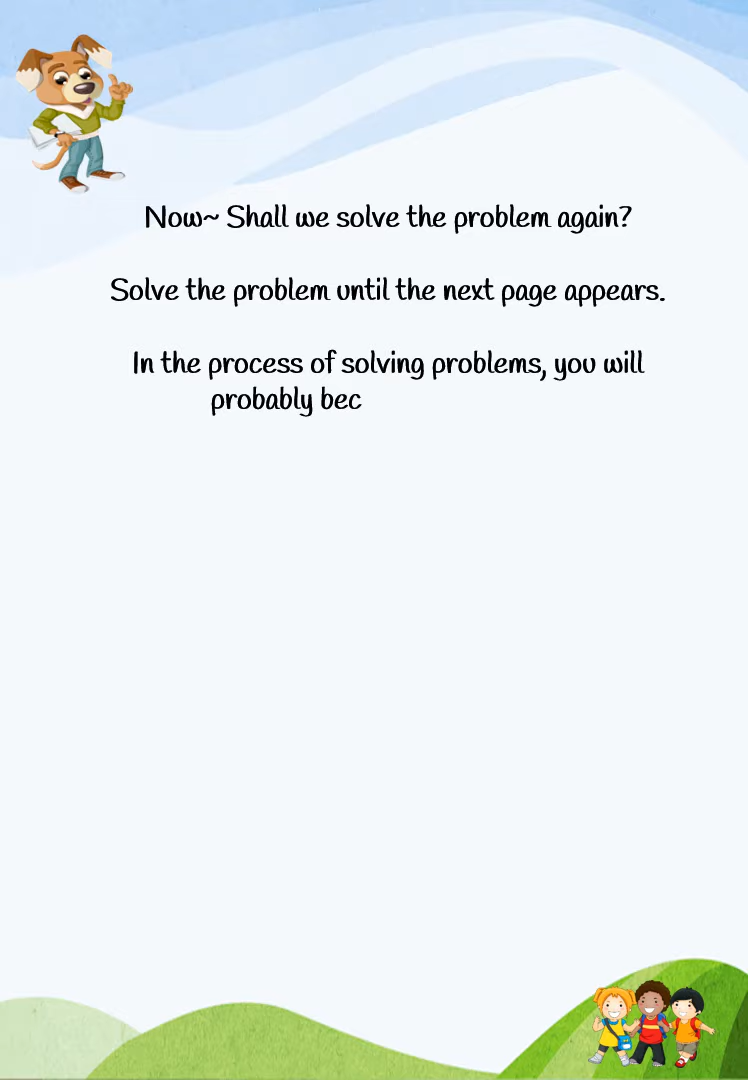 Now~ Shall we solve the problem again?
Solve the problem until the next page appears.
In the process of solving problems, you will
probably bec